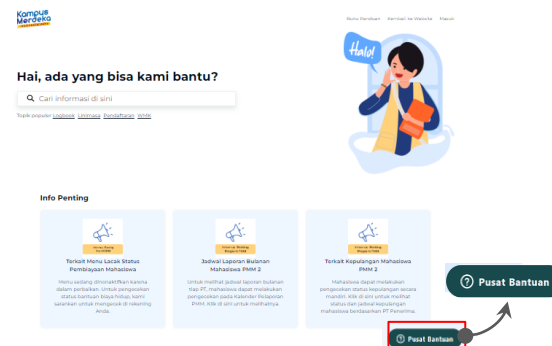 Kampus
Merdeka
Buku Panduan Kembali ke Website Masuk
Halo!
Hai, ada yang bisa kami bantu?
Cari informasi di sini
Topik populer Logbook Linimasa Pendaftaran WMK
Info Penting
Terkait Menu Lacak Status
Pembiayaan Mahasiswa
Menu sedang dinonaktifkan karena
dalam perbaikan. Untuk pengecekan
status bantuan biaya hidup, kami
sarankan untuk mengecek di rekening
Anda.
Jadwal Laporan Bulanan
Mahasiswa PMM 2
Untuk melihat jadwal laporan bulanan
tiap PT, mahasiswa dapat melakukan
pengecekan pada Kalender Pelaporan
PMM. Klik di sini untuk melihatnya.
Terkait Kepulangan Mahasiswa
PMM 2
Mahasiswa dapat melakukan
pengecekan status kepulangan secara
mandiri. Klik di sini untuk melihat
status dan jadwal kepulangan
mahasiswa berdasarkan PT Penerima.
Pusat Bantuan
Pusat Bantuan